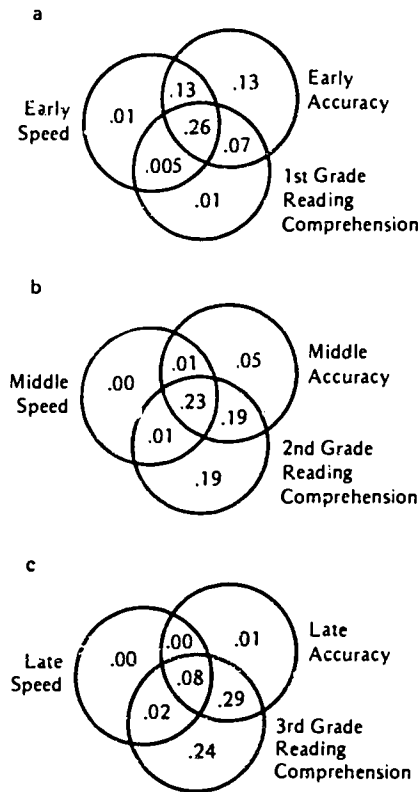 a
Early
Speed
.01
.13
.13
.26
.07
.005
.01
Early
Accuracy
1st Grade
Reading
Comprehension
b
Middle
Speed
.00
.01
.05
.23
.19
.01
.19
Middle
Accuracy
2nd Grade
Reading
Comprehension
c
Late
Speed
.00
.00
.01
.08
.29
.02
.24
Late
Accuracy
3rd Grade
Reading
Comprehension